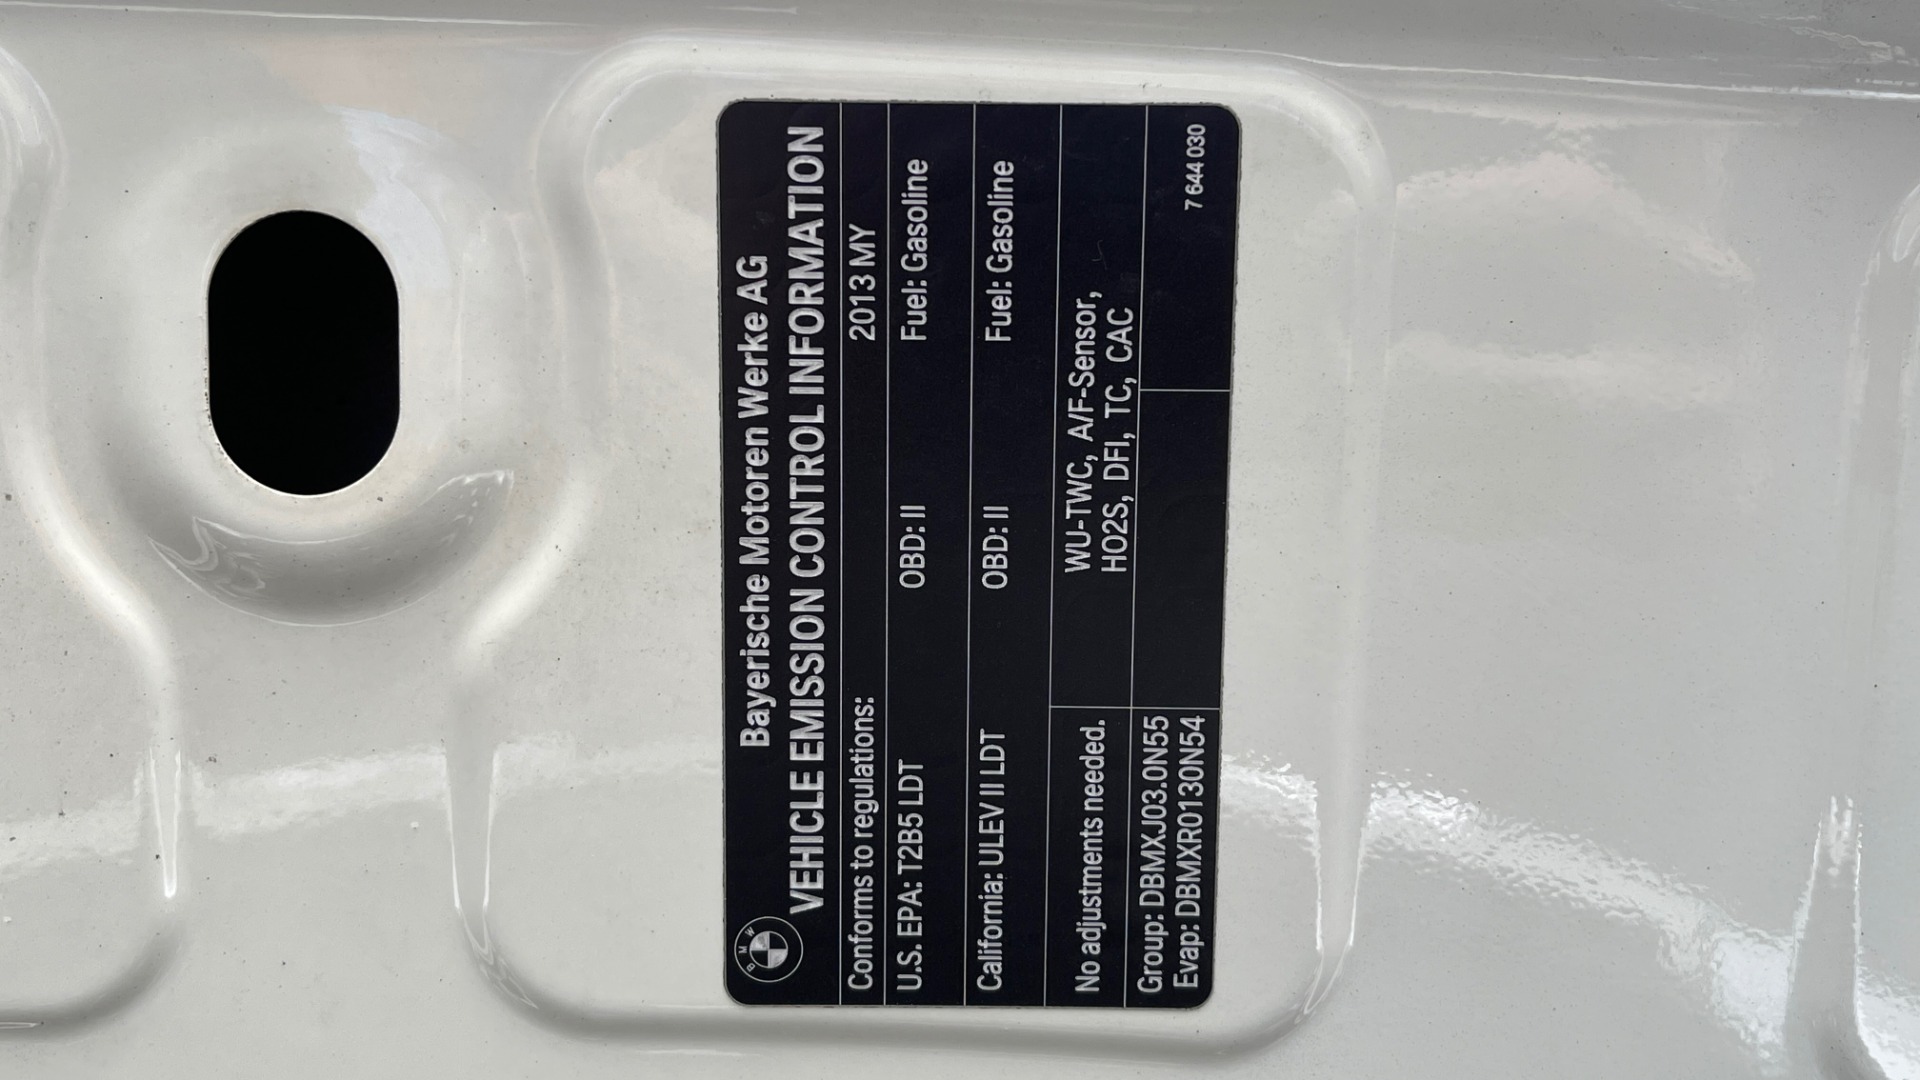 BMW
Bayerische Motoren Werke AG
VEHICLE EMISSION CONTROL INFORMATION
Conforms to regulations: 2013 MY
U.S. EPA: T2B5 LDT OBD: II Fuel: Gasoline
California: ULEV II LDT OBD: II Fuel: Gasoline
No adjustments needed.
WU-TWC, A/F-Sensor,
HO2S, DFI, TC, CAC
Group: DBMXJ03.0N55
Evap: DBMXR0130N54
7 644 030